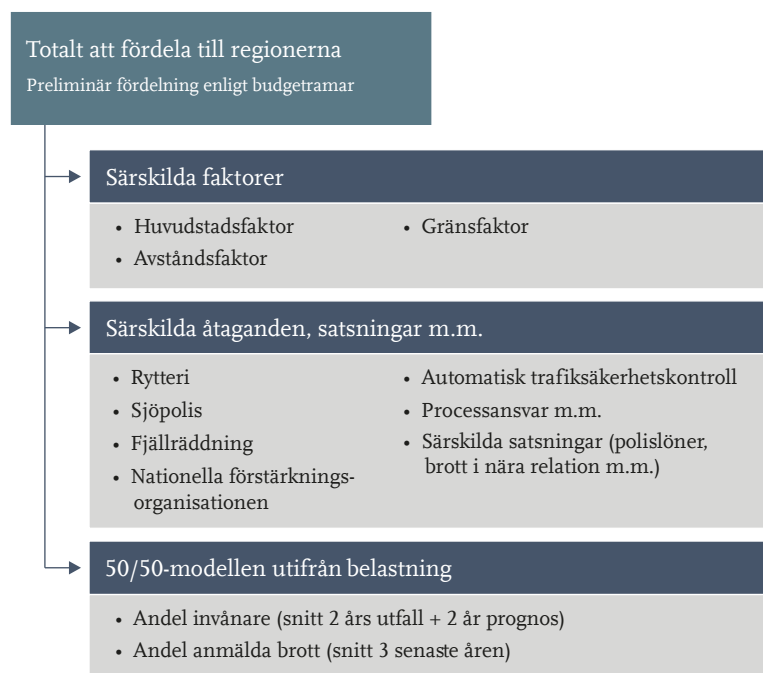 Totalt att fördela till regionerna
Preliminär fördelning enligt budgetramar
Särskilda faktorer
• Huvudstadsfaktor
• Avståndsfaktor
• Gränsfaktor
Särskilda åtaganden, satsningar m.m.
• Rytteri
• Sjöpolis
• Fjällräddning
• Nationella förstärknings-
organisationen
• Automatisk trafiksäkerhetskontroll
• Processansvar m.m.
• Särskilda satsningar (polislöner,
brott i nära relation m.m.)
50/50-modellen utifrån belastning
• Andel invånare (snitt 2 års utfall + 2 år prognos)
• Andel anmälda brott (snitt 3 senaste åren)